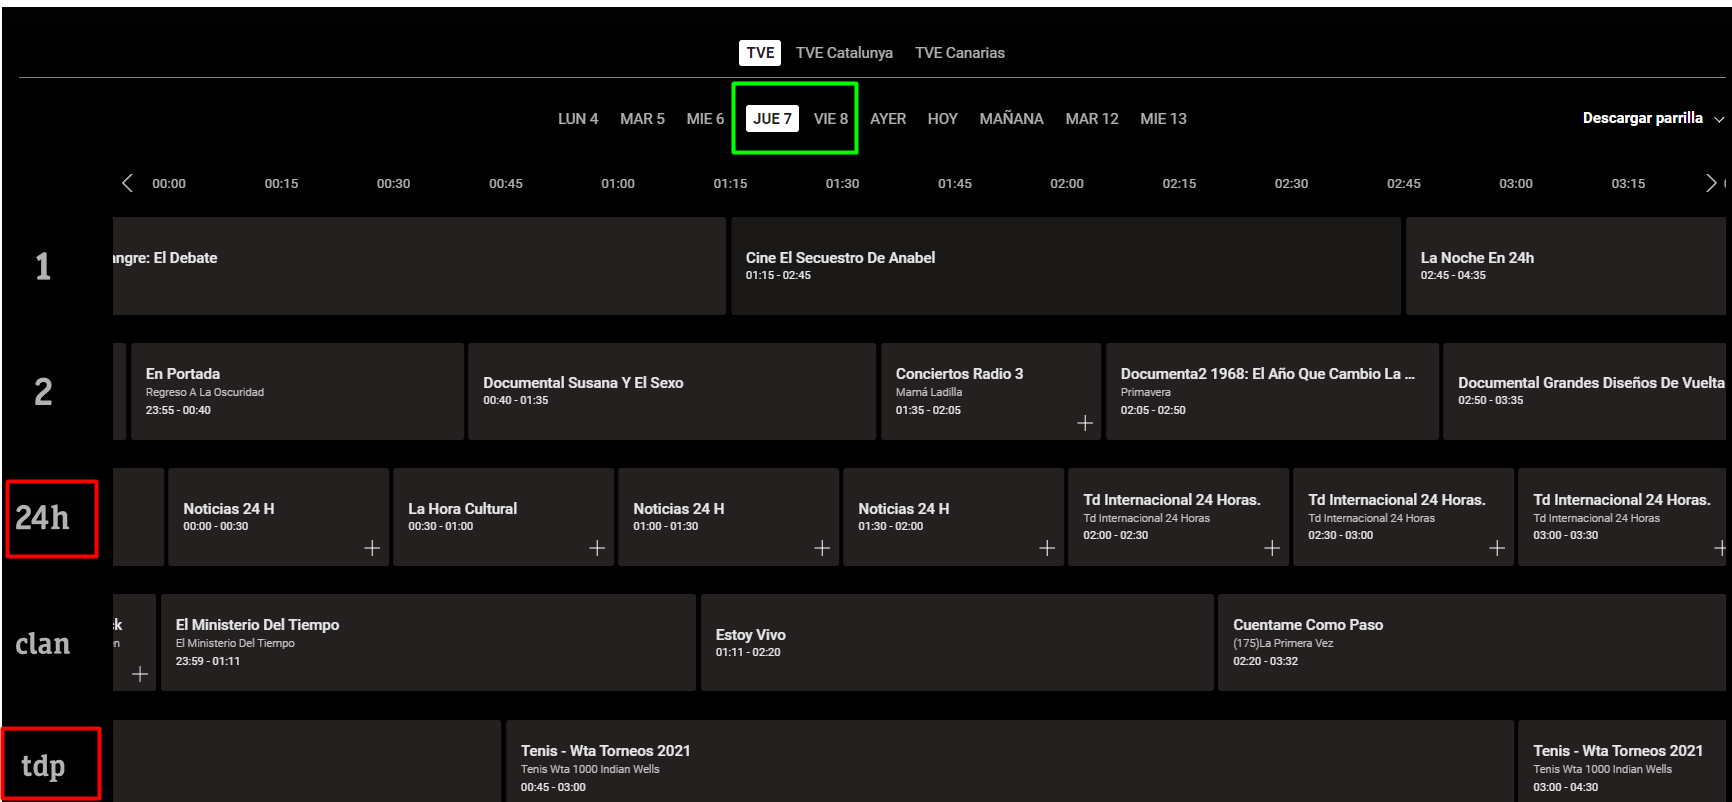 TVE TVE Catalunya TVE Canarias
LUN 4 MAR 5 MIE 6 JUE 7 VIE 8 AYER HOY MAÑANA MAR 12 MIE 13
Descargar parrilla
00:00 00:15 00:30 00:45 01:00 01:15 01:30 01:45 02:00 02:15 02:30 02:45 03:00 03:15
1
angre: El Debate
Cine El Secuestro De Anabel
01:15 - 02:45
La Noche En 24h
02:45 - 04:35
2
En Portada
Regreso A La Oscuridad
23:55 - 00:40
Documental Susana Y El Sexo
00:40 - 01:35
Conciertos Radio 3
Mamá Ladilla
01:35 - 02:05
Documenta2 1968: El Año Que Cambio La ...
Primavera
02:05 - 02:50
Documental Grandes Diseños De Vuelta
02:50 - 03:35
24h
Noticias 24 H
00:00 - 00:30
La Hora Cultural
00:30 - 01:00
Noticias 24 H
01:00 - 01:30
Noticias 24 H
01:30 - 02:00
Td Internacional 24 Horas.
Td Internacional 24 Horas
02:00 - 02:30
Td Internacional 24 Horas.
Td Internacional 24 Horas
02:30 - 03:00
Td Internacional 24 Horas.
Td Internacional 24 Horas
03:00 - 03:30
clan
El Ministerio Del Tiempo
El Ministerio Del Tiempo
23:59 - 01:11
Estoy Vivo
01:11 - 02:20
Cuentame Como Paso
(175)La Primera Vez
02:20 - 03:32
tdp
Tenis - Wta Torneos 2021
Tenis Wta 1000 Indian Wells
00:45 - 03:00
Tenis - Wta Torneos 2021
Tenis Wta 1000 Indian Wells
03:00 - 04:30